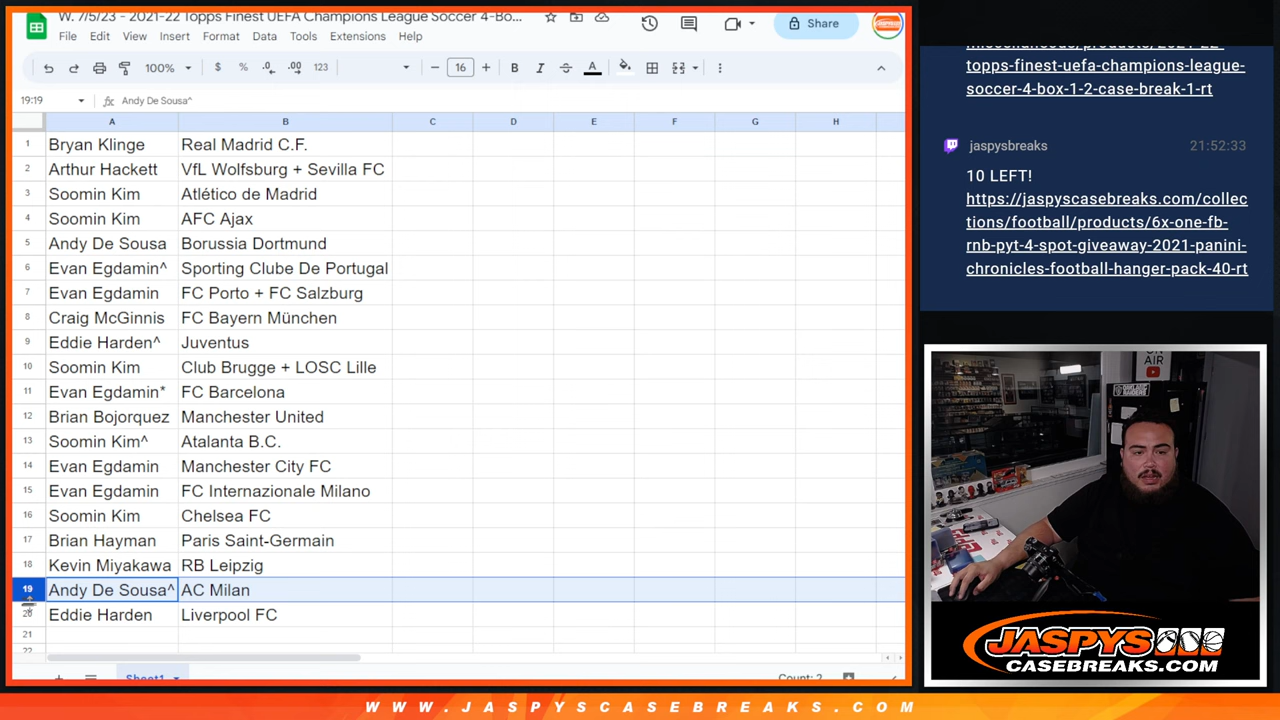 W. 7/5/23 - 2021-22 Topps Finest UEFA Champions League Soccer 4-Bo...
Share
File Edit View Insert Format Data Tools Extensions Help
100% $ % .0 .00 123 16 B I A
19:19 fx Andy De Sousa^
A B C D E F G H
1 Bryan Klinge Real Madrid C.F.
2 Arthur Hackett VfL Wolfsburg + Sevilla FC
3 Soomin Kim Atlético de Madrid
4 Soomin Kim AFC Ajax
5 Andy De Sousa Borussia Dortmund
6 Evan Egdamin^ Sporting Clube De Portugal
7 Evan Egdamin FC Porto + FC Salzburg
8 Craig McGinnis FC Bayern München
9 Eddie Harden^ Juventus
10 Soomin Kim Club Brugge + LOSC Lille
11 Evan Egdamin* FC Barcelona
12 Brian Bojorquez Manchester United
13 Soomin Kim^ Atalanta B.C.
14 Evan Egdamin Manchester City FC
15 Evan Egdamin FC Internazionale Milano
16 Soomin Kim Chelsea FC
17 Brian Hayman Paris Saint-Germain
18 Kevin Miyakawa RB Leipzig
19 Andy De Sousa^ AC Milan
20 Eddie Harden Liverpool FC
21
22
Sheet1 Count: 2
miscellaneous/products/2021-22-
topps-finest-uefa-champions-league-
soccer-4-box-1-2-case-break-1-rt
jaspysbreaks 21:52:33
10 LEFT!
https://jaspyscasebreaks.com/collec
tions/football/products/6x-one-fb-
rnb-pyt-4-spot-giveaway-2021-panini-
chronicles-football-hanger-pack-40-rt
ON
AIR
JASPYS
CASEBREAKS.COM
WWW.JASPYSCASEBREAKS.COM